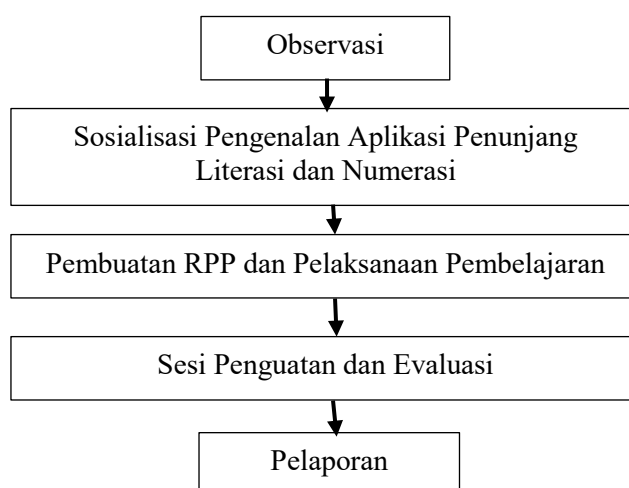 Observasi
Sosialisasi Pengenalan Aplikasi Penunjang
Literasi dan Numerasi
Pembuatan RPP dan Pelaksanaan Pembelajaran
Sesi Penguatan dan Evaluasi
Pelaporan